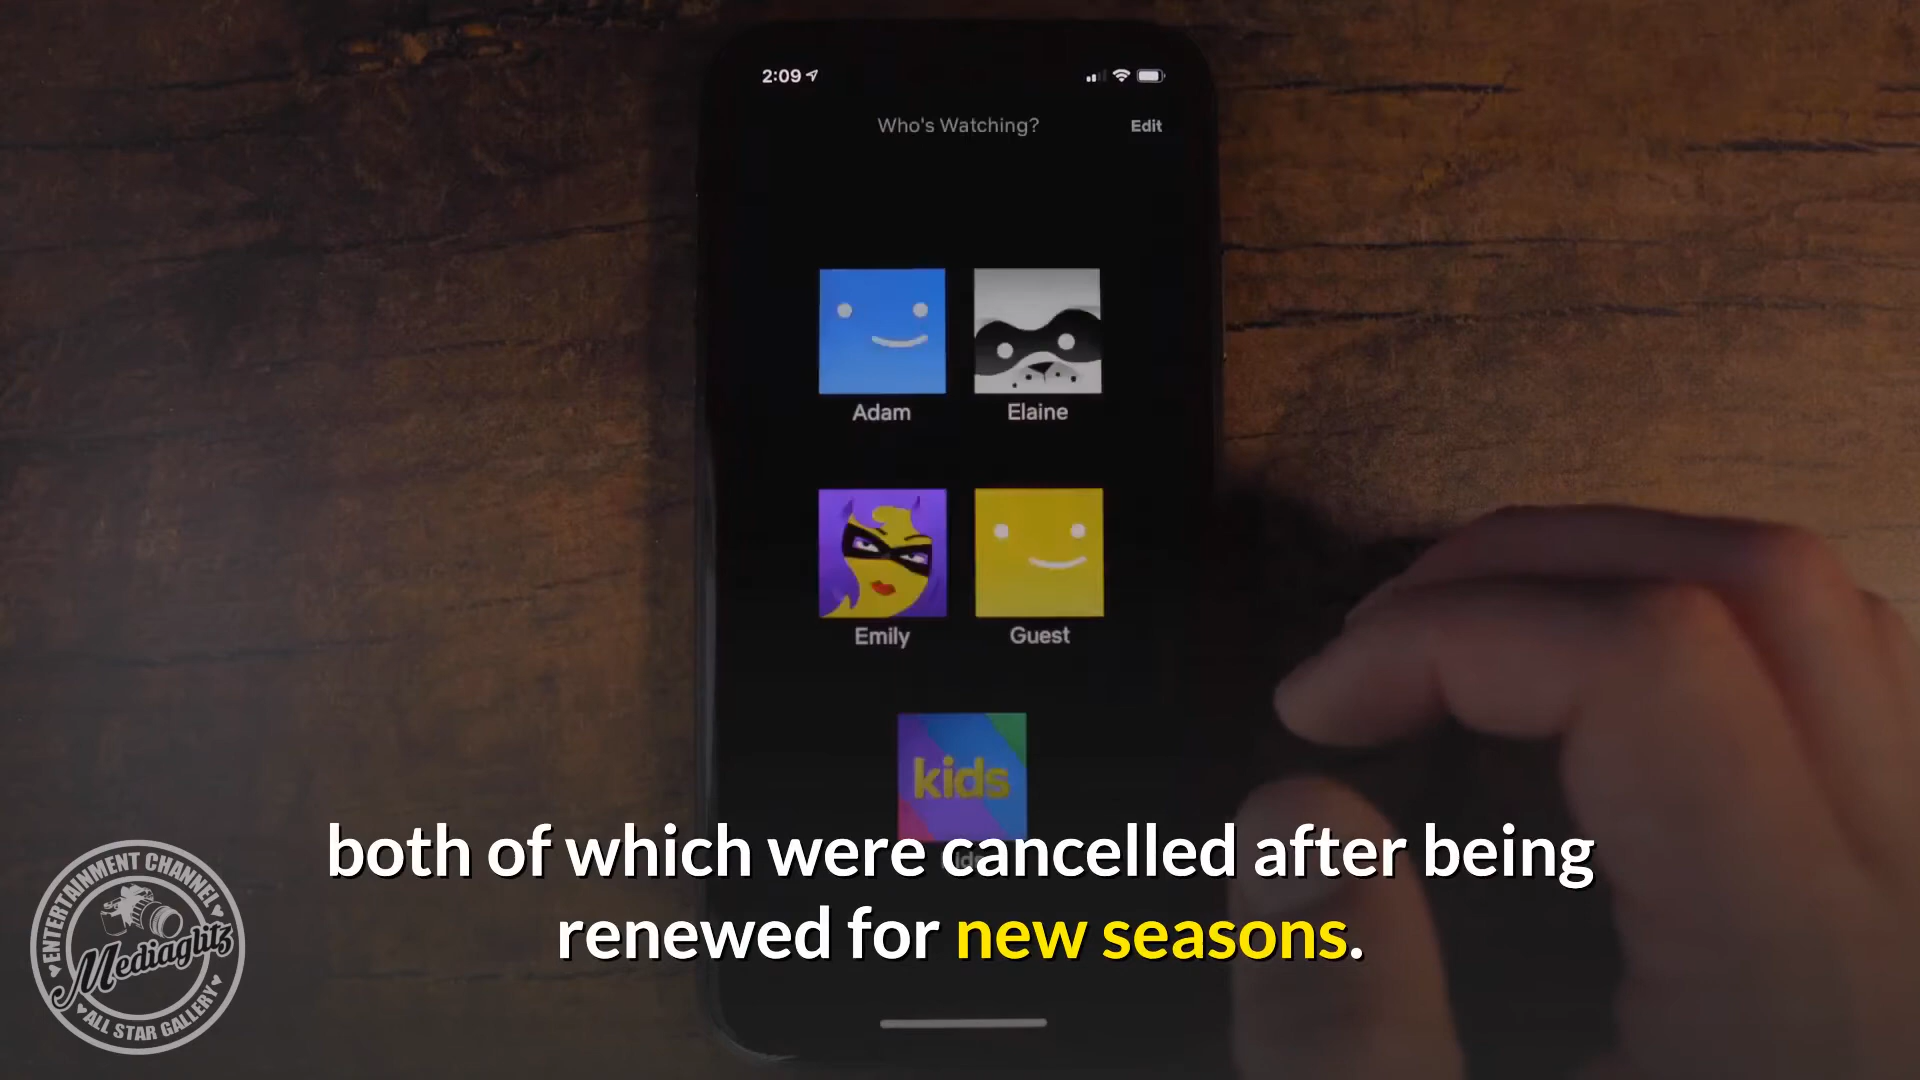 2:09
Who's Watching?
Edit
Adam
Elaine
Emily
Guest
kids
both of which were cancelled after being
renewed for new seasons.
ENTERTAINMENT CHANNEL
Mediaglitz
ALL STAR GALLERY